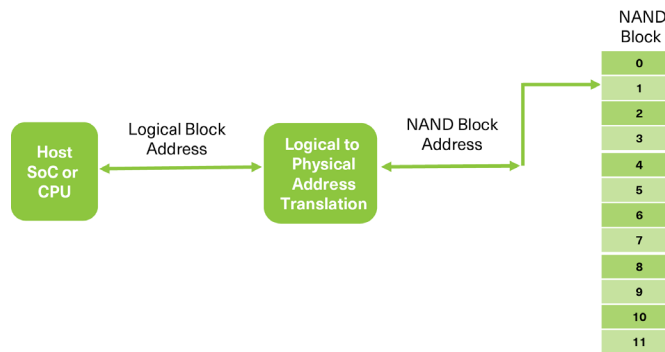 NAND
Block
0
1
2
3
4
5
6
7
8
9
10
11
Host
SoC or
CPU
Logical Block
Address
Logical to
Physical
Address
Translation
NAND Block
Address